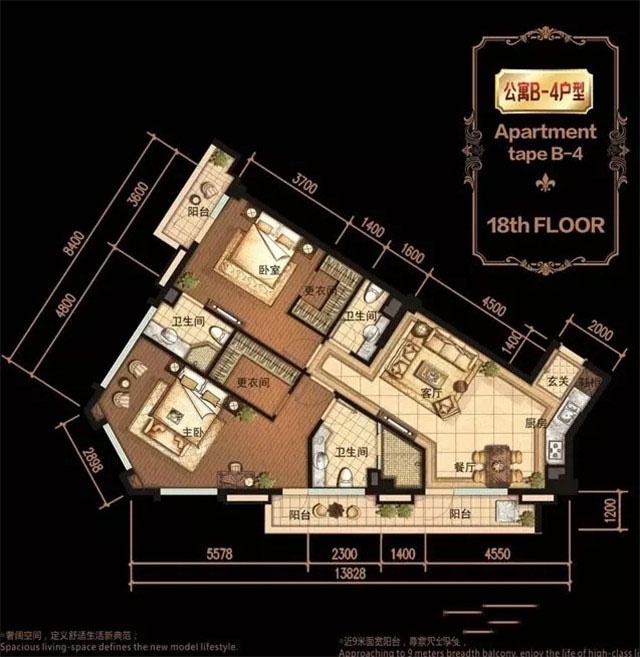 公寓B-4户型
Apartment
tape B-4
18th FLOOR
3700
1400
1600
4500
1400
2000
3600
8400
4800
2898
阳台
卧室
更衣间
卫生间
卫生间
更衣间
主卧
客厅
玄关
鞋柜
厨房
餐厅
卫生间
阳台
阳台
1200
5578
2300
1400
4550
13828
※奢阔空间，定义舒适生活新典范；
Spacious living-space defines the new model lifestyle.
※近9米面宽阳台，
Approaching to 9 meters breadth balcony, enjoy the life of high-class